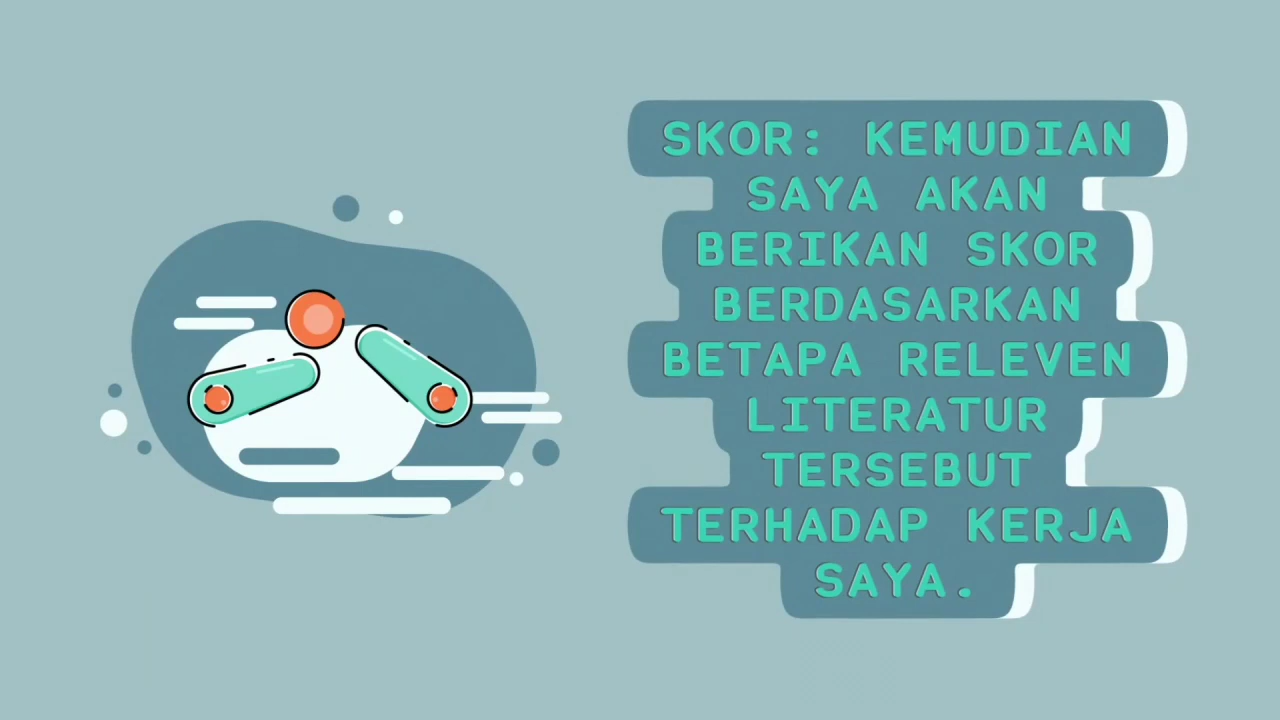 SKOR: KEMUDIAN
SAYA AKAN
BERIKAN SKOR
BERDASARKAN
BETAPA RELEVEN
LITERATUR
TERSEBUT
TERHADAP KERJA
SAYA.